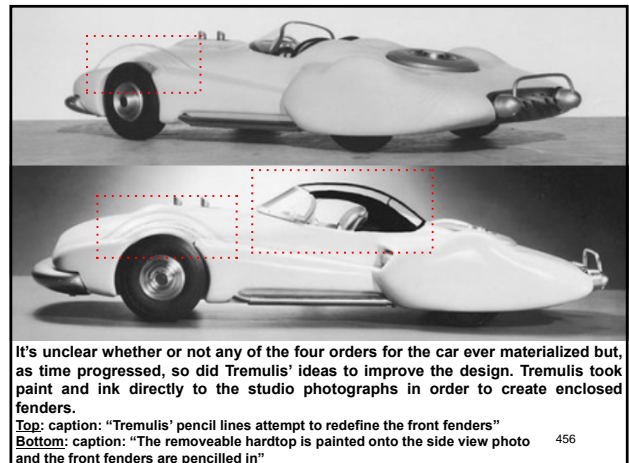 It's unclear whether or not any of the four orders for the car ever materialized but,
as time progressed, so did Tremulis' ideas to improve the design. Tremulis took
paint and ink directly to the studio photographs in order to create enclosed
fenders.
Top: caption: “Tremulis' pencil lines attempt to redefine the front fenders”
Bottom: caption: “The removeable hardtop is painted onto the side view photo
and the front fenders are pencilled in”
456